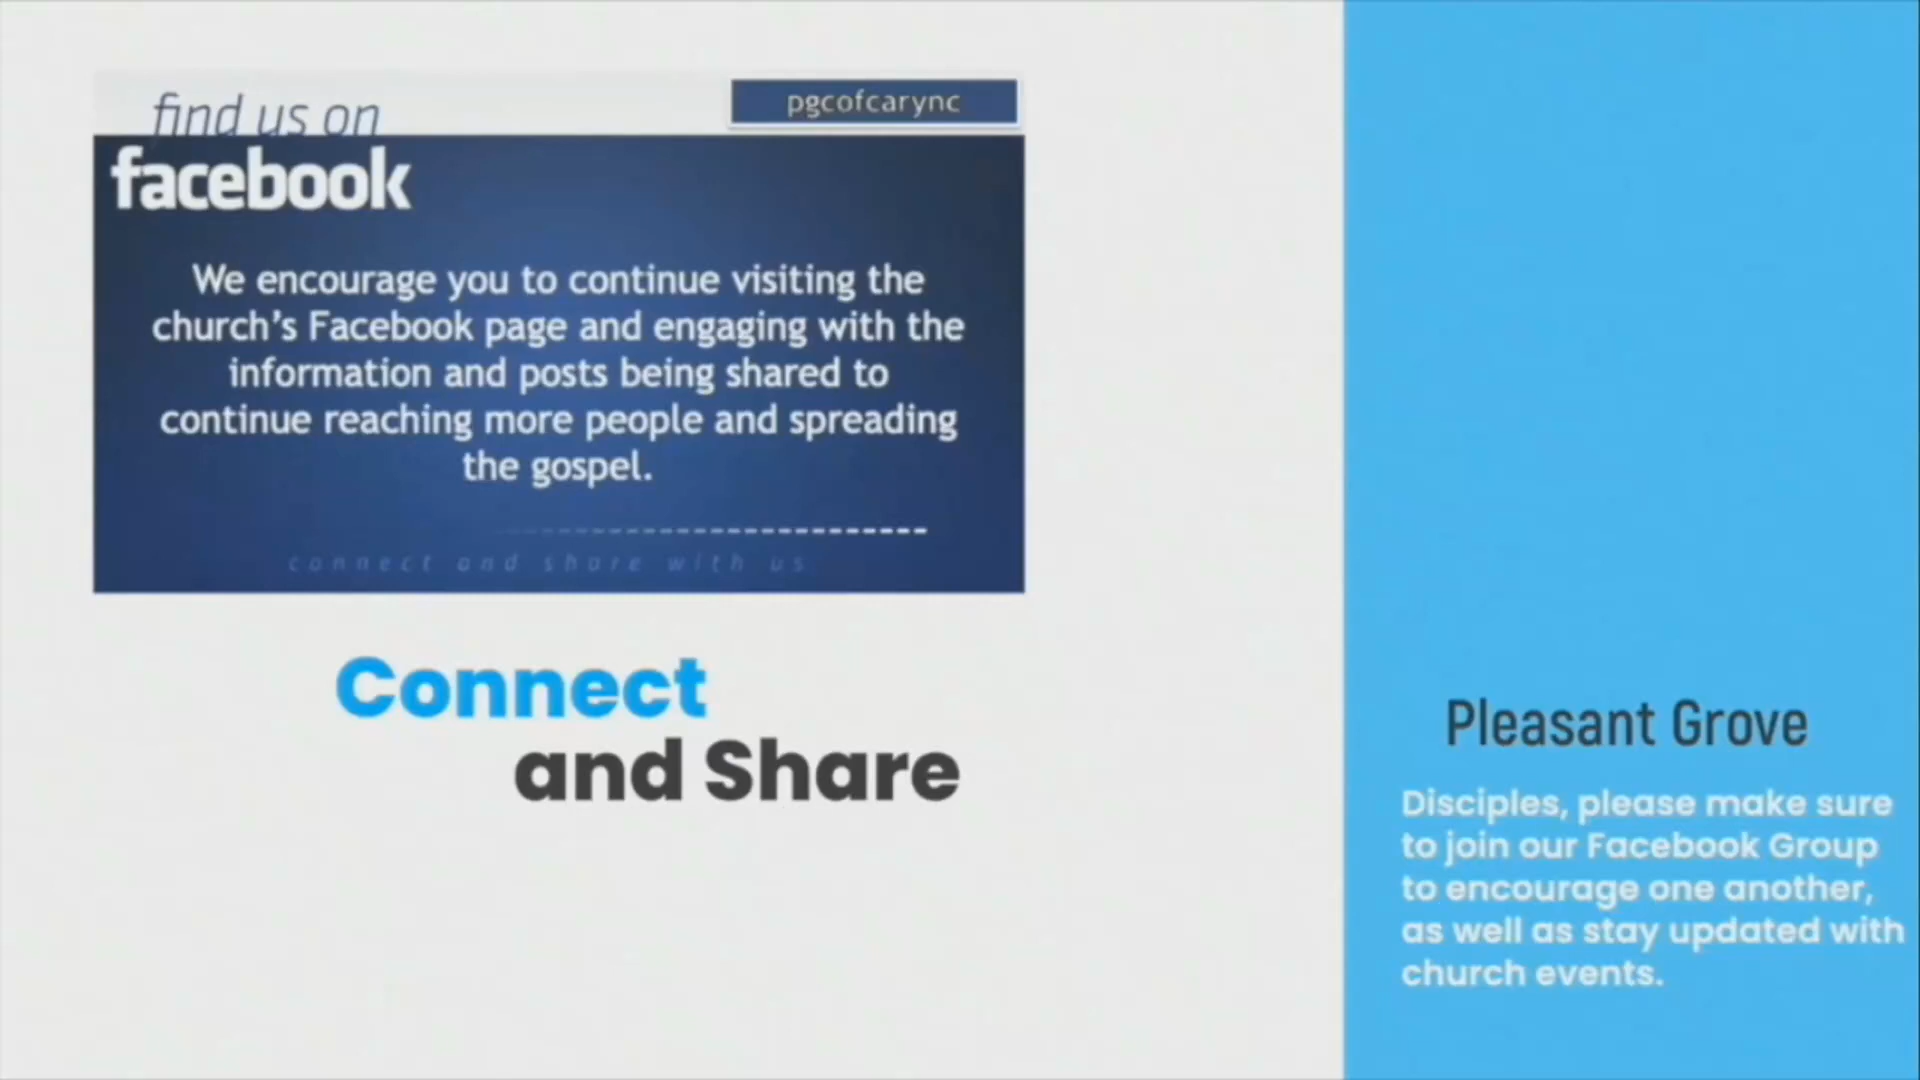 find us on
pgcofcarync
facebook
We encourage you to continue visiting the
church's Facebook page and engaging with the
information and posts being shared to
continue reaching more people and spreading
the gospel.
connect and share with us
Connect
and Share
Pleasant Grove
Disciples, please make sure
to join our Facebook Group
to encourage one another,
as well as stay updated with
church events.